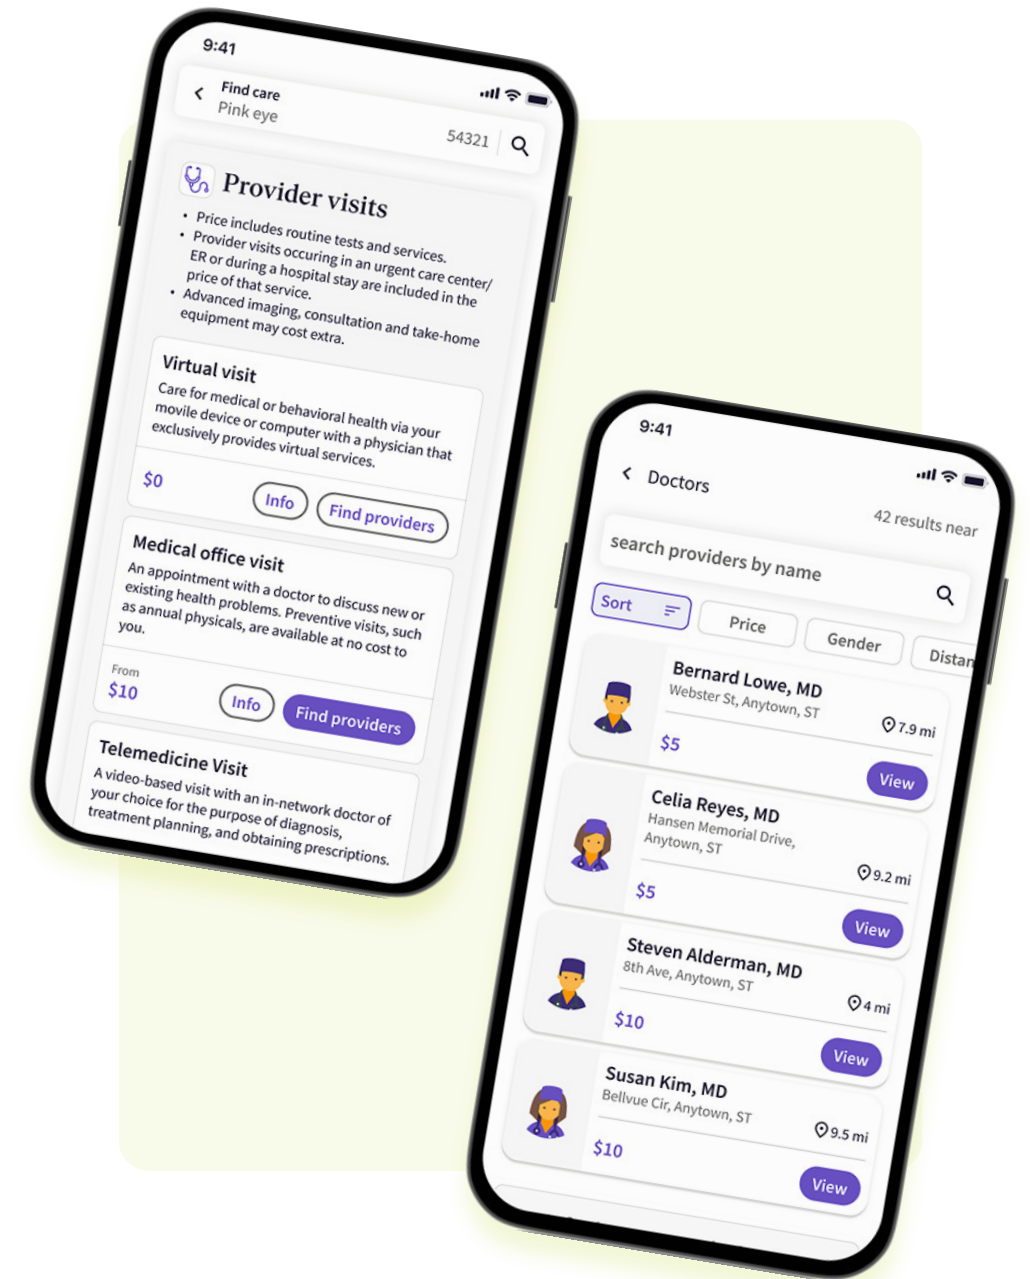 9:41
Find care
Pink eye
54321
Provider visits
• Price includes routine tests and services.
• Provider visits occuring in an urgent care center/
ER or during a hospital stay are included in the
price of that service.
• Advanced imaging, consultation and take-home
equipment may cost extra.
Virtual visit
Care for medical or behavioral health via your
movile device or computer with a physician that
exclusively provides virtual services.
$0
Info
Find providers
Medical office visit
An appointment with a doctor to discuss new or
existing health problems. Preventive visits, such
as annual physicals, are available at no cost to
you.
From
$10
Info
Find providers
Telemedicine Visit
A video-based visit with an in-network doctor of
your choice for the purpose of diagnosis,
treatment planning, and obtaining prescriptions.
9:41
Doctors
42 results near
search providers by name
Sort
Price
Gender
Distan
Bernard Lowe, MD
Webster St, Anytown, ST
7.9 mi
$5
View
Celia Reyes, MD
Hansen Memorial Drive,
Anytown, ST
9.2 mi
$5
View
Steven Alderman, MD
8th Ave, Anytown, ST
4 mi
$10
View
Susan Kim, MD
Bellvue Cir, Anytown, ST
9.5 mi
$10
View